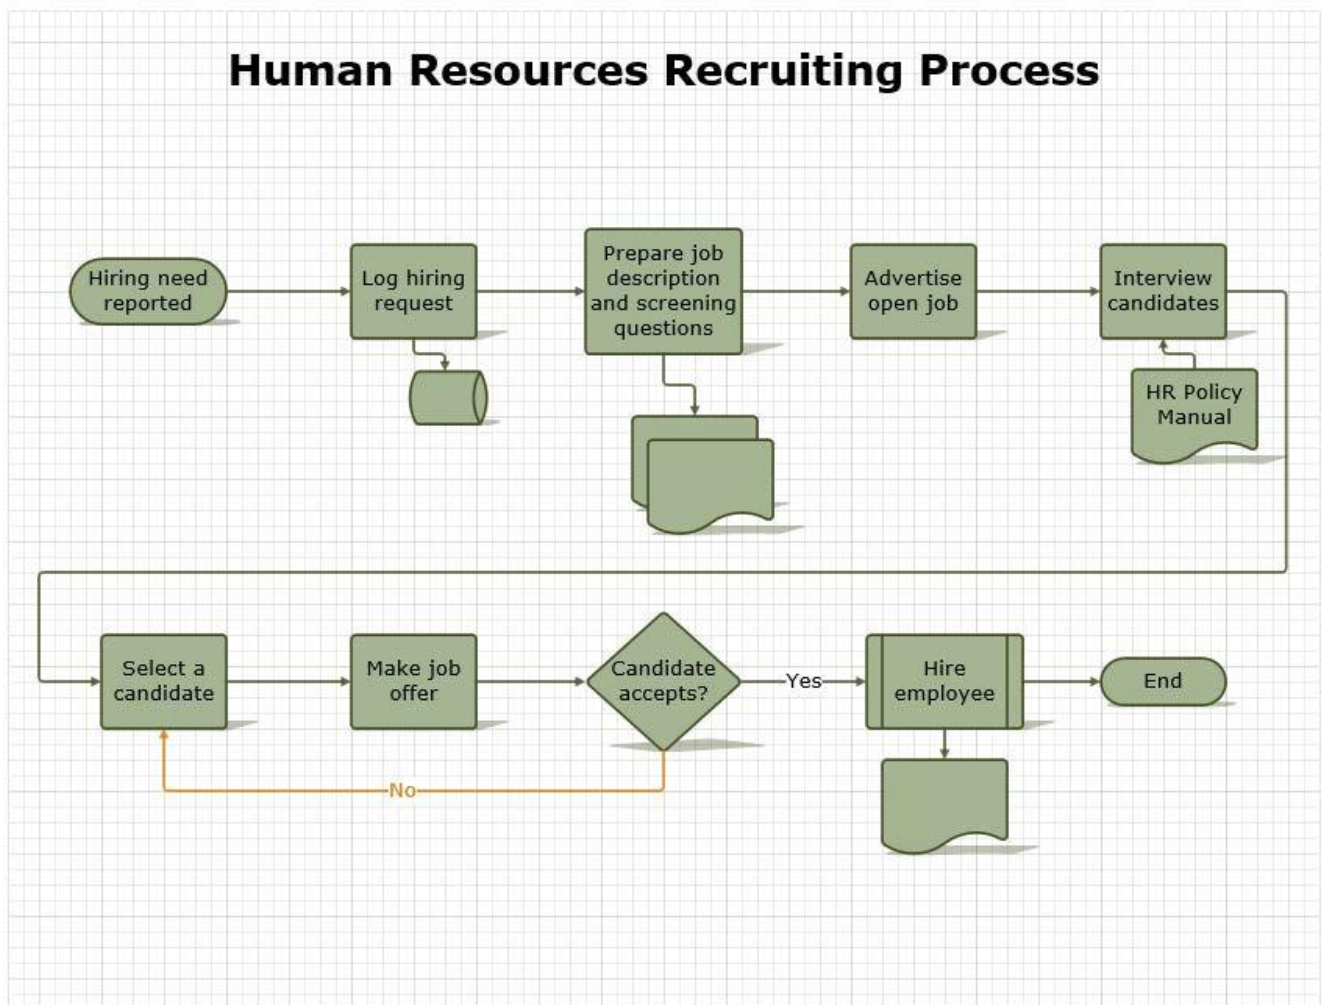 Human Resources Recruiting Process
Hiring need
reported
Log hiring
request
Prepare job
description
and screening
questions
Advertise
open job
Interview
candidates
HR Policy
Manual
Select a
candidate
Make job
offer
Candidate
accepts?
Yes
Hire
employee
End
No